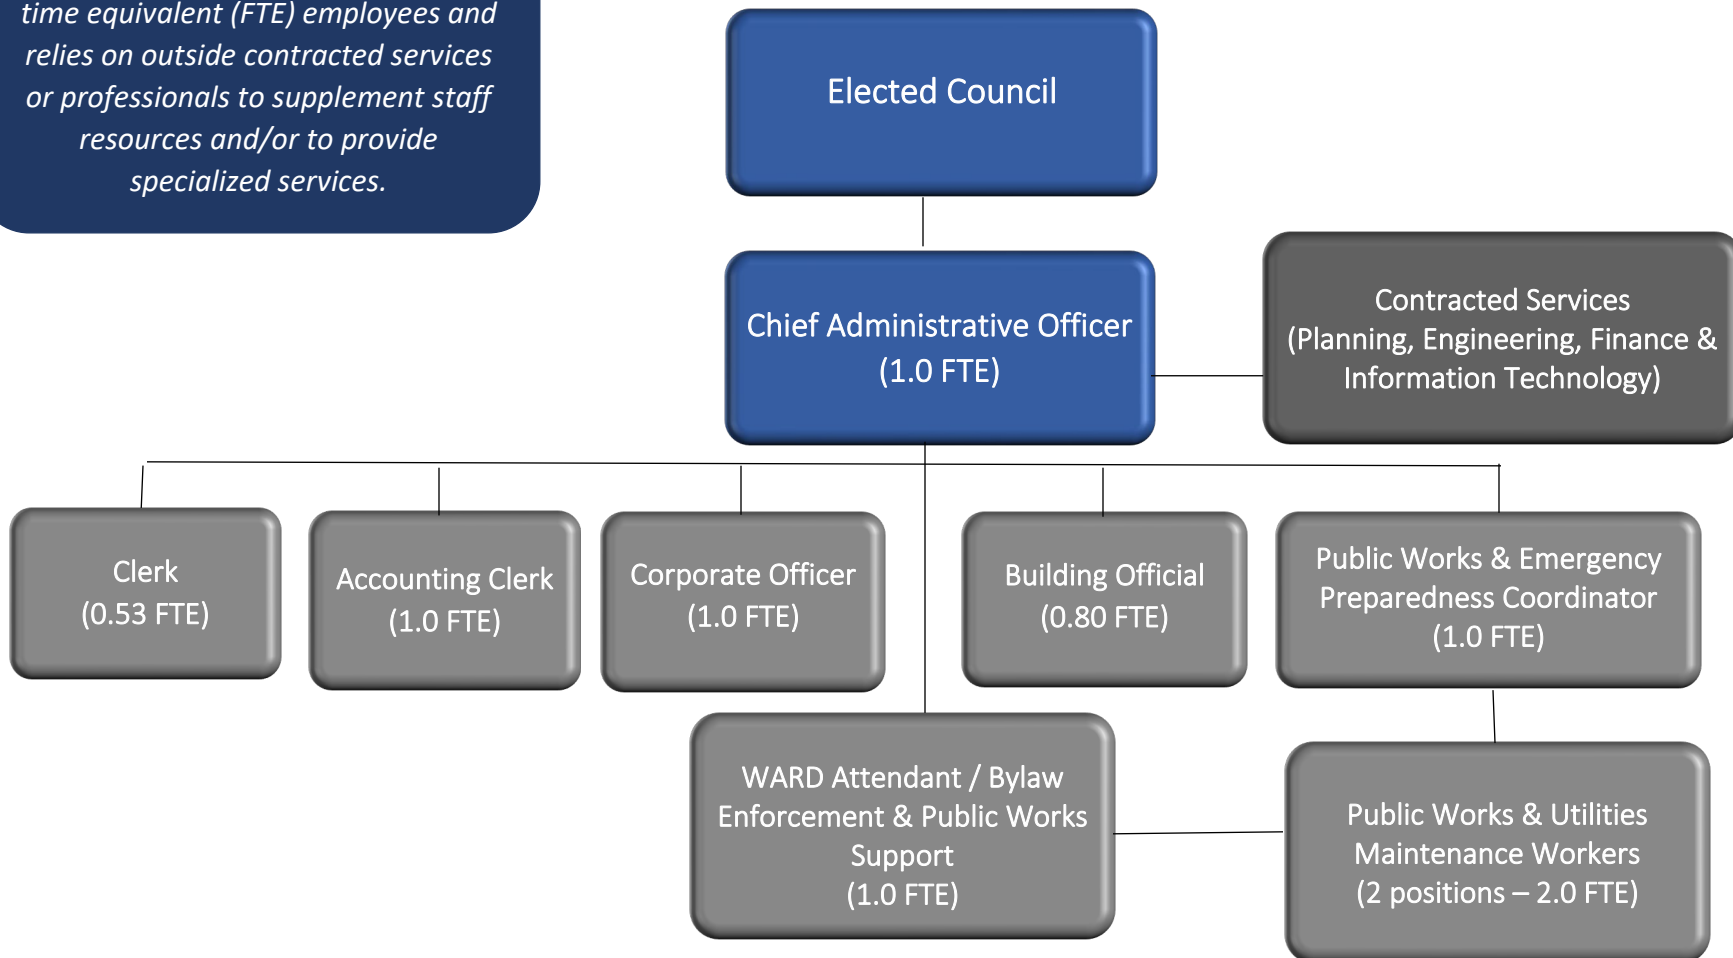 time equivalent (FTE) employees and
relies on outside contracted services
or professionals to supplement staff
resources and/or to provide
specialized services.
Elected Council
Chief Administrative Officer
(1.0 FTE)
Contracted Services
(Planning, Engineering, Finance &
Information Technology)
Clerk
(0.53 FTE)
Accounting Clerk
(1.0 FTE)
Corporate Officer
(1.0 FTE)
Building Official
(0.80 FTE)
Public Works & Emergency
Preparedness Coordinator
(1.0 FTE)
WARD Attendant / Bylaw
Enforcement & Public Works
Support
(1.0 FTE)
Public Works & Utilities
Maintenance Workers
(2 positions – 2.0 FTE)